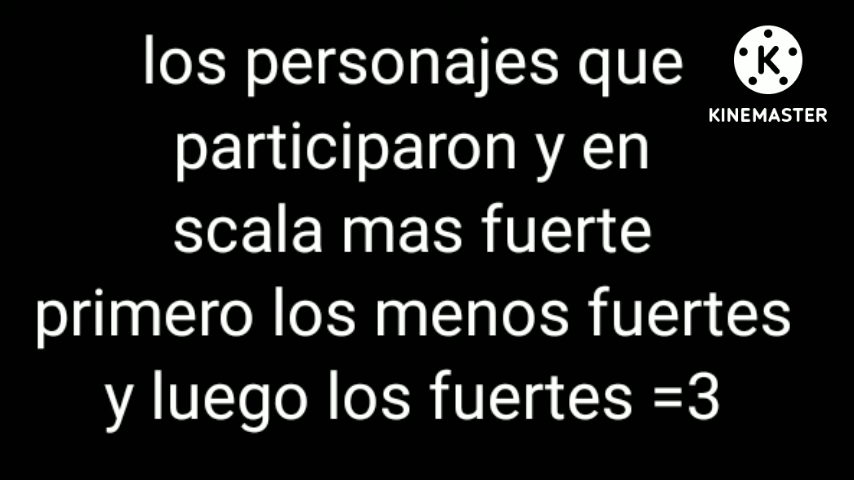 los personajes que
participaron y en
scala mas fuerte
primero los menos fuertes
y luego los fuertes =3
K
KINEMASTER